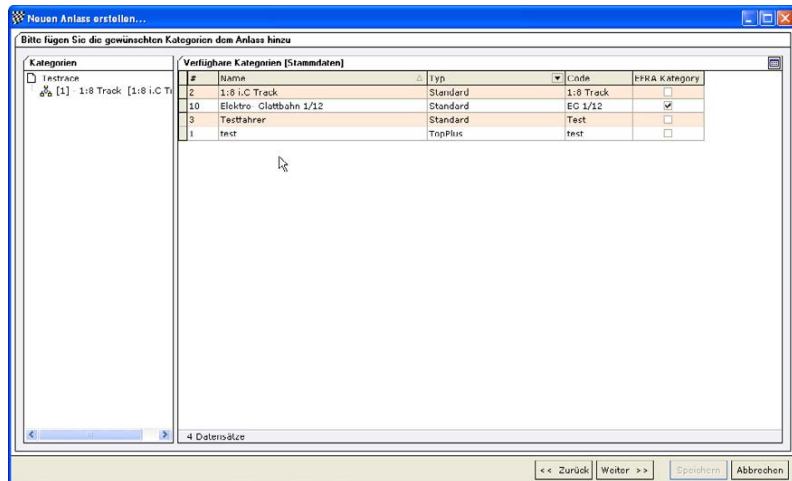 Neuen Anlass erstellen...
Bitte fügen Sie die gewünschten Kategorien dem Anlass hinzu
Kategorien
Testrace
[1] - 1:8 Track [1:8 i.C Tr
Verfügbare Kategorien [Stammdaten]
# Name Typ Code EFRA Kategory
2 1:8 i.C Track Standard 1:8 Track
10 Elektro Glattbahn 1/12 Standard EG 1/12
3 Testfahrer Standard Test
1 test TopPlus test
4 Datensätze
<< Zurück Weiter >> Speichern Abbrechen